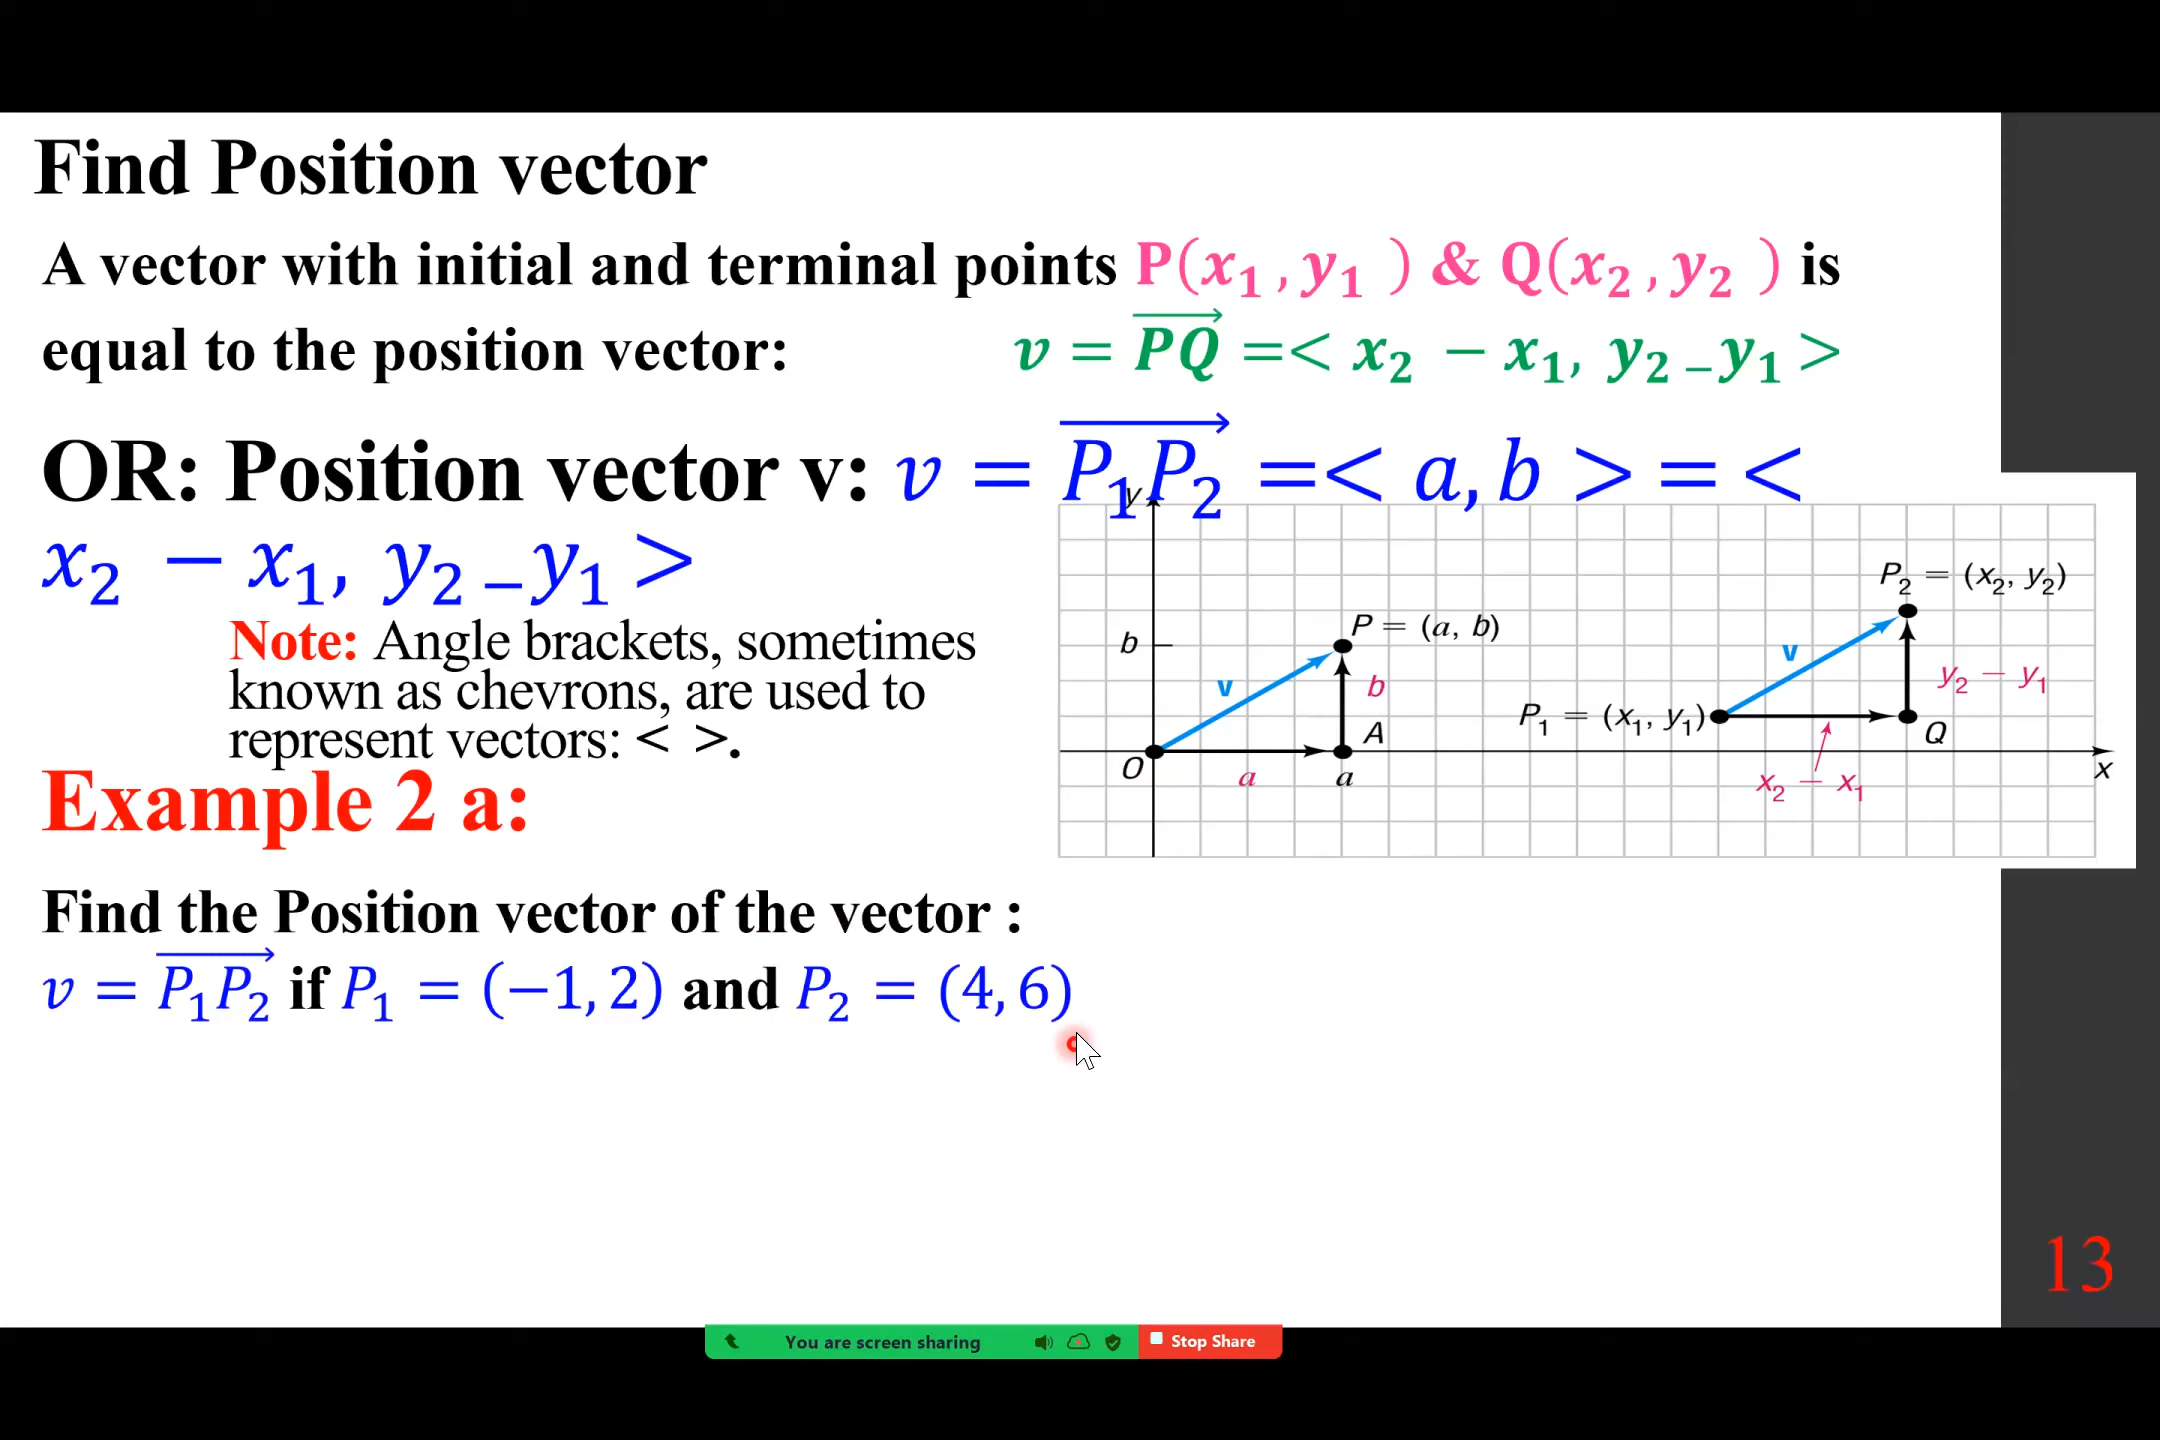 Find Position vector
A vector with initial and terminal points P(x₁ , y₁ ) & Q(x₂ , y₂ ) is
equal to the position vector: v = P⃗Q⃗ =< x₂ − x₁, y₂ ₋ y₁ >
OR: Position vector v: v = P₁P₂⃗ =< a, b > = <
x₂ − x₁, y₂ ₋ y₁ >
Note: Angle brackets, sometimes
known as chevrons, are used to
represent vectors: < >.
y
b
P = (a, b)
v
b
A
O
a
a
P₂ = (x₂, y₂)
v
y₂ − y₁
P₁ = (x₁, y₁)
Q
x₂ − x₁
x
Example 2 a:
Find the Position vector of the vector :
v = P₁P₂⃗ if P₁ = (−1, 2) and P₂ = (4, 6)
13
You are screen sharing Stop Share